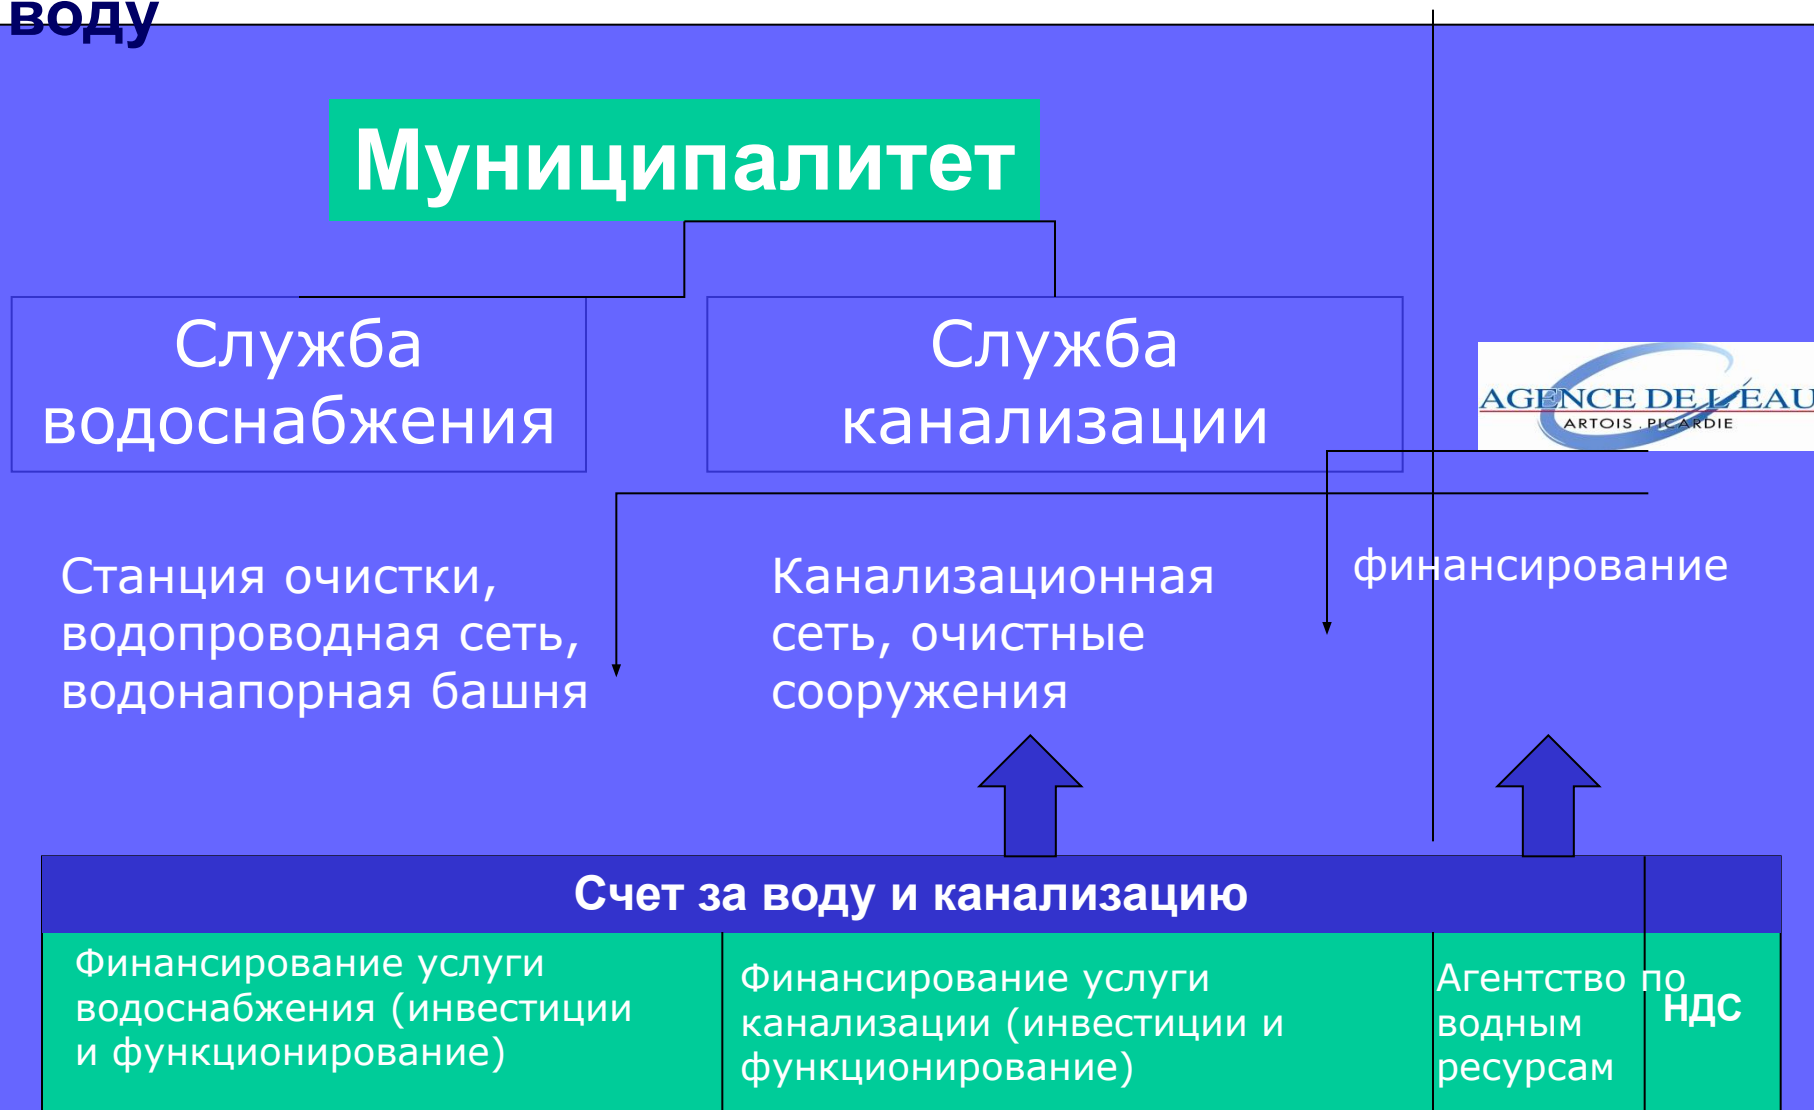 воду
Муниципалитет
Служба
водоснабжения
Служба
канализации
AGENCE DE L'ÉAU
ARTOIS . PICARDIE
Станция очистки,
водопроводная сеть,
водонапорная башня
Канализационная
сеть, очистные
сооружения
финансирование
Счет за воду и канализацию
Финансирование услуги
водоснабжения (инвестиции
и функционирование)
Финансирование услуги
канализации (инвестиции и
функционирование)
Агентство по
водным
ресурсам
НДС